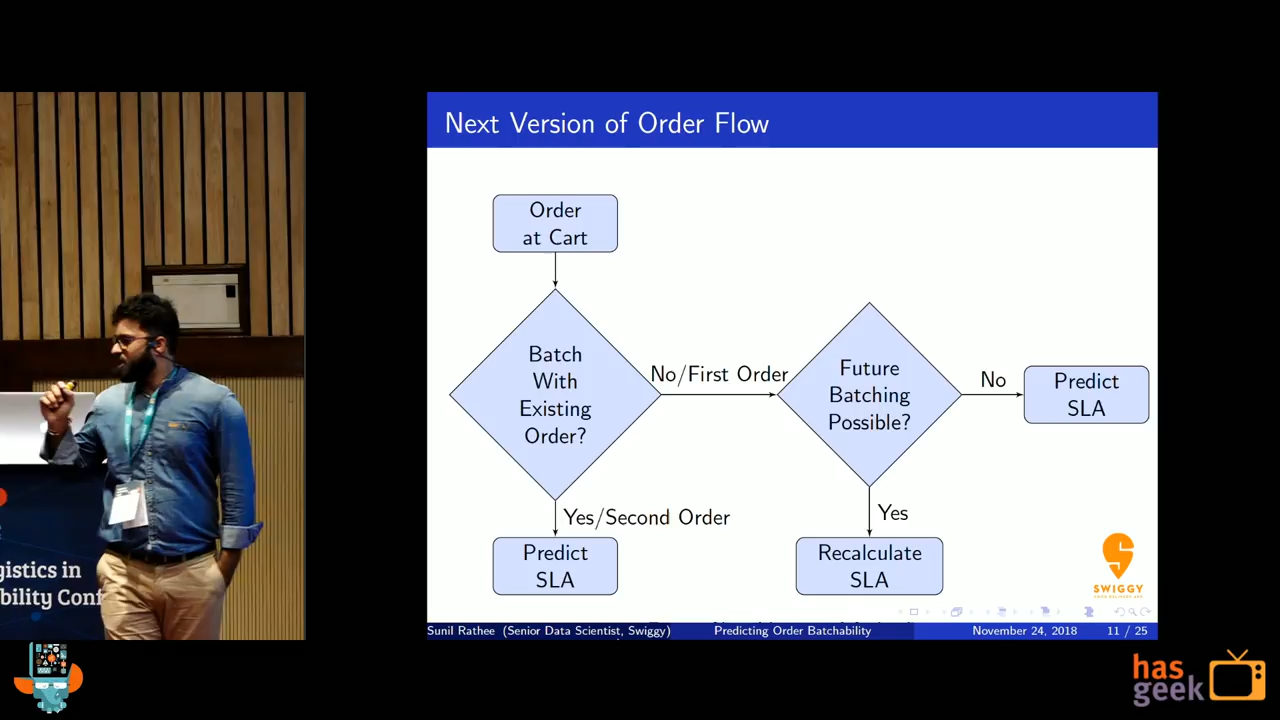 Next Version of Order Flow
Order
at Cart
Batch
With
Existing
Order?
No/First Order
Future
Batching
Possible?
No
Predict
SLA
Yes/Second Order
Yes
Predict
SLA
Recalculate
SLA
SWIGGY
Sunil Rathee (Senior Data Scientist, Swiggy)
Predicting Order Batchability
November 24, 2018
11 / 25
gistics in
bility Conf
has
geek